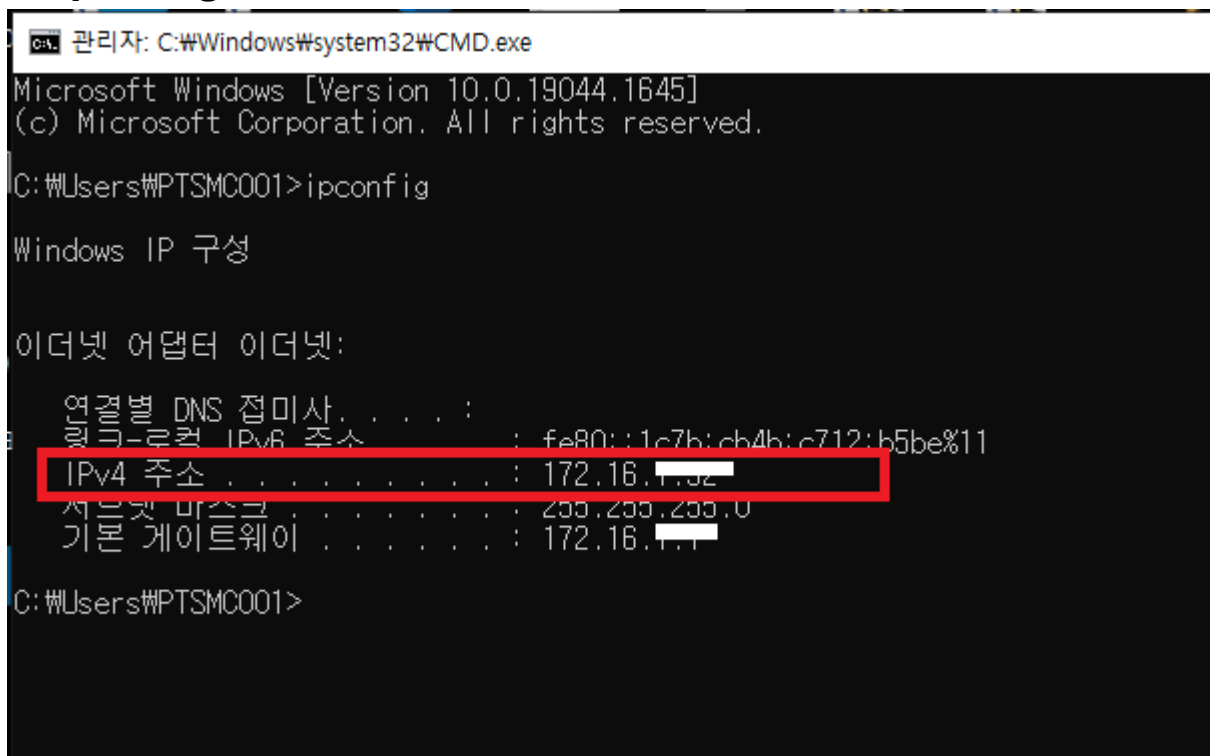 관리자: C:₩Windows₩system32₩CMD.exe
Microsoft Windows [Version 10.0.19044.1645]
(c) Microsoft Corporation. All rights reserved.
C:₩Users₩PTSMC001>ipconfig
Windows IP 구성
이더넷 어댑터 이더넷:
연결별 DNS 접미사. . . . :
링크-로컬 IPv6 주소 . . . . : fe80::1c7b:cb4b:c712:b5be%11
IPv4 주소 . . . . . . . . . : 172.16.
서브넷 마스크 . . . . . . . : 255.255.255.0
기본 게이트웨이 . . . . . . : 172.16.
C:₩Users₩PTSMC001>